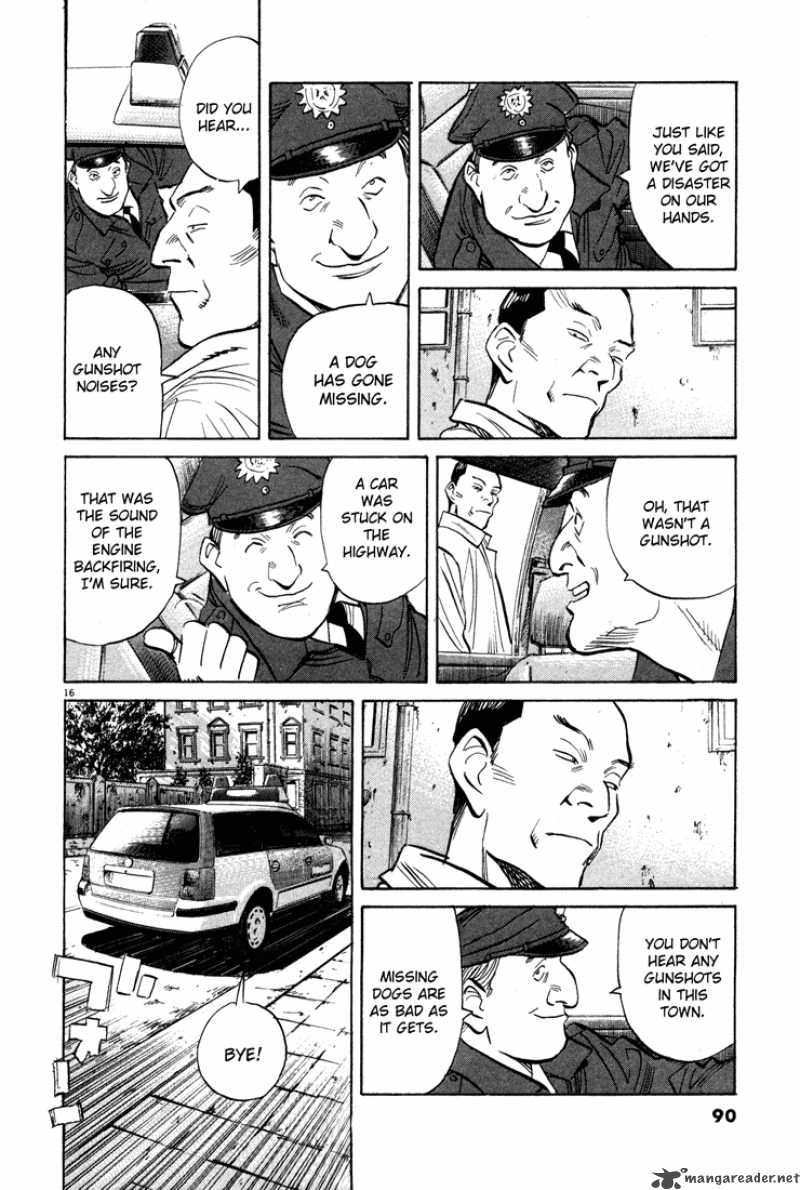 JUST LIKE
YOU SAID,
WE'VE GOT
A DISASTER
ON OUR
HANDS.
A DOG
HAS GONE
MISSING.
DID YOU
HEAR...
ANY
GUNSHOT
NOISES?
OH, THAT
WASN'T A
GUNSHOT.
A CAR
WAS
STUCK ON
THE
HIGHWAY.
THAT WAS
THE SOUND
OF THE
ENGINE
BACKFIRING,
I'M SURE.
16
YOU DON'T
HEAR ANY
GUNSHOTS
IN THIS
TOWN.
MISSING
DOGS ARE
AS BAD AS
IT GETS.
BYE!
90
mangareader.net